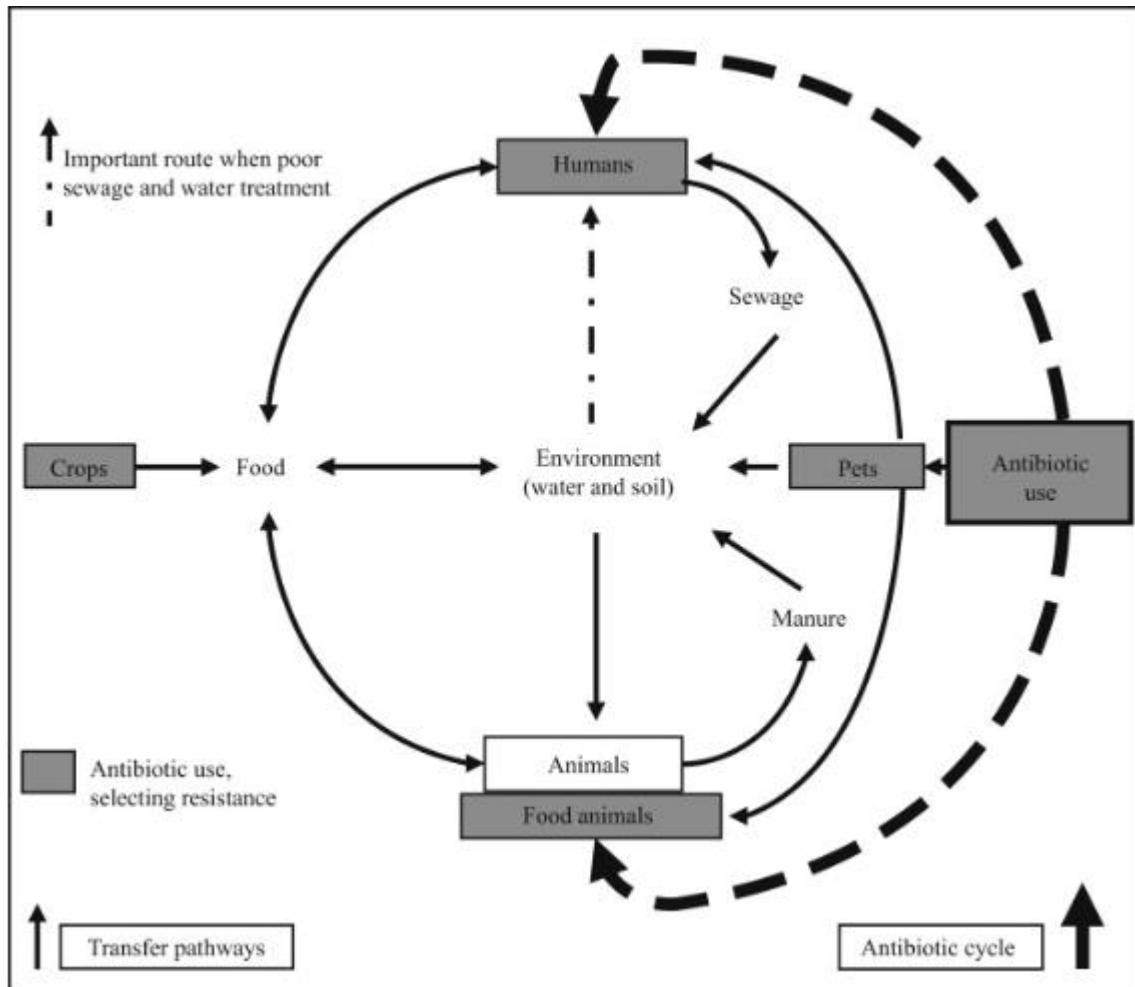 Important route when poor
sewage and water treatment
Humans
Sewage
Crops
Food
Environment
(water and soil)
Pets
Antibiotic
use
Manure
Animals
Food animals
Antibiotic use,
selecting resistance
Transfer pathways
Antibiotic cycle